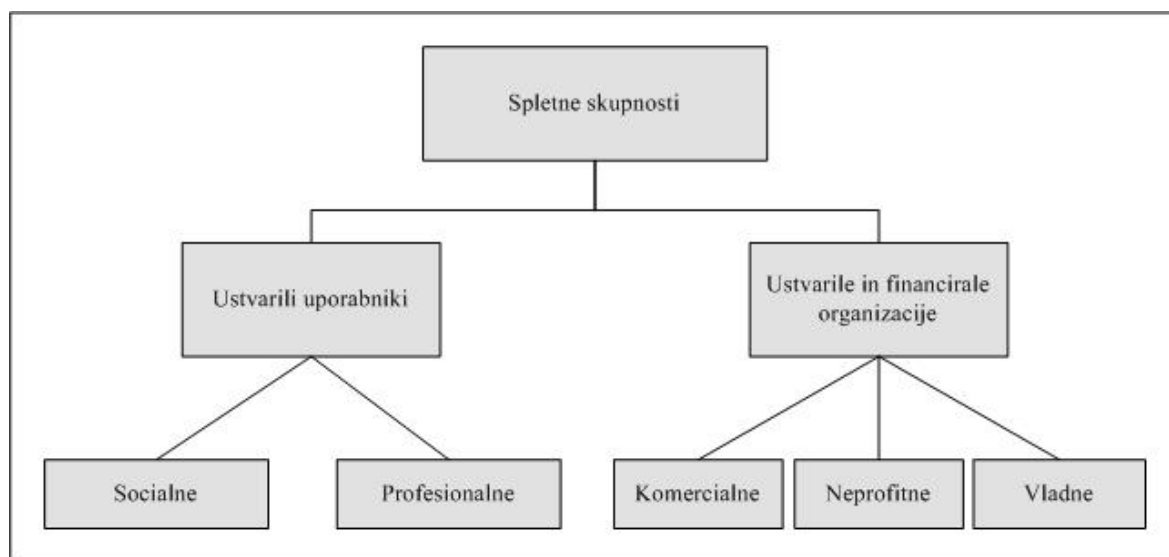 Spletne skupnosti
Ustvarili uporabniki
Ustvarile in financirale
organizacije
Socialne
Profesionalne
Komercialne
Neprofitne
Vladne